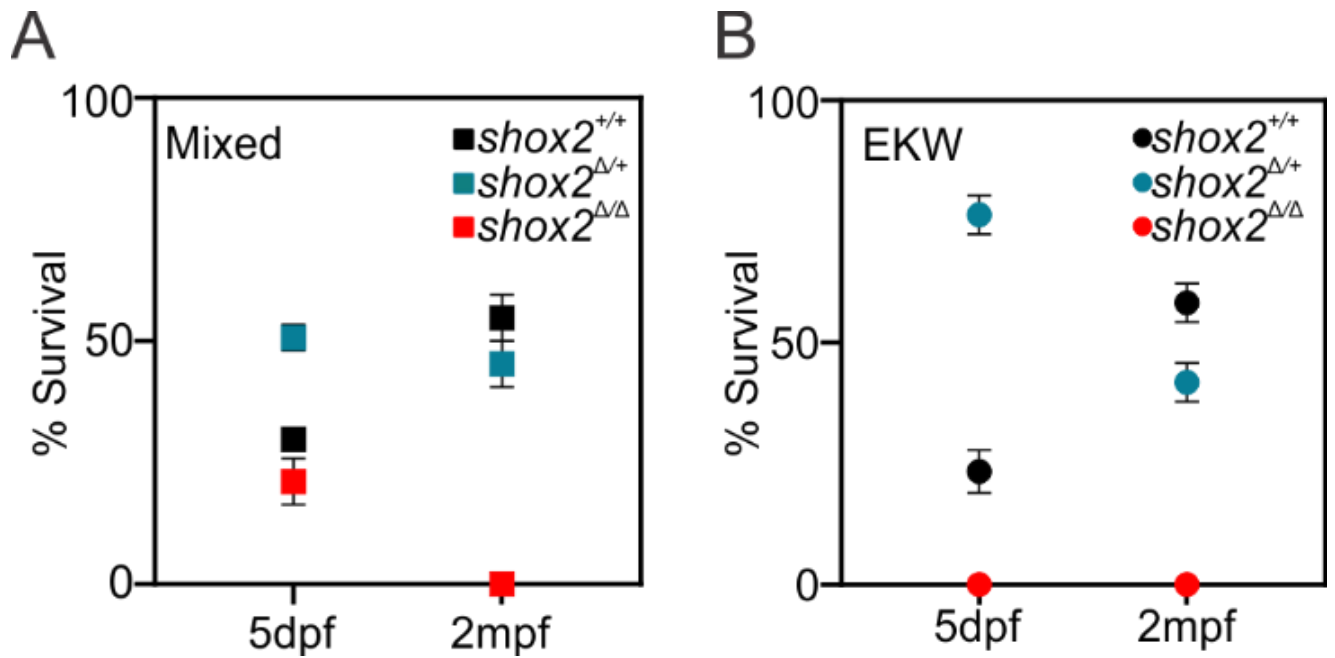 A
100
Mixed
shox2+/+
shox2Δ/+
shox2Δ/Δ
% Survival
50
0
5dpf 2mpf
B
100
EKW
shox2+/+
shox2Δ/+
shox2Δ/Δ
% Survival
50
0
5dpf 2mpf